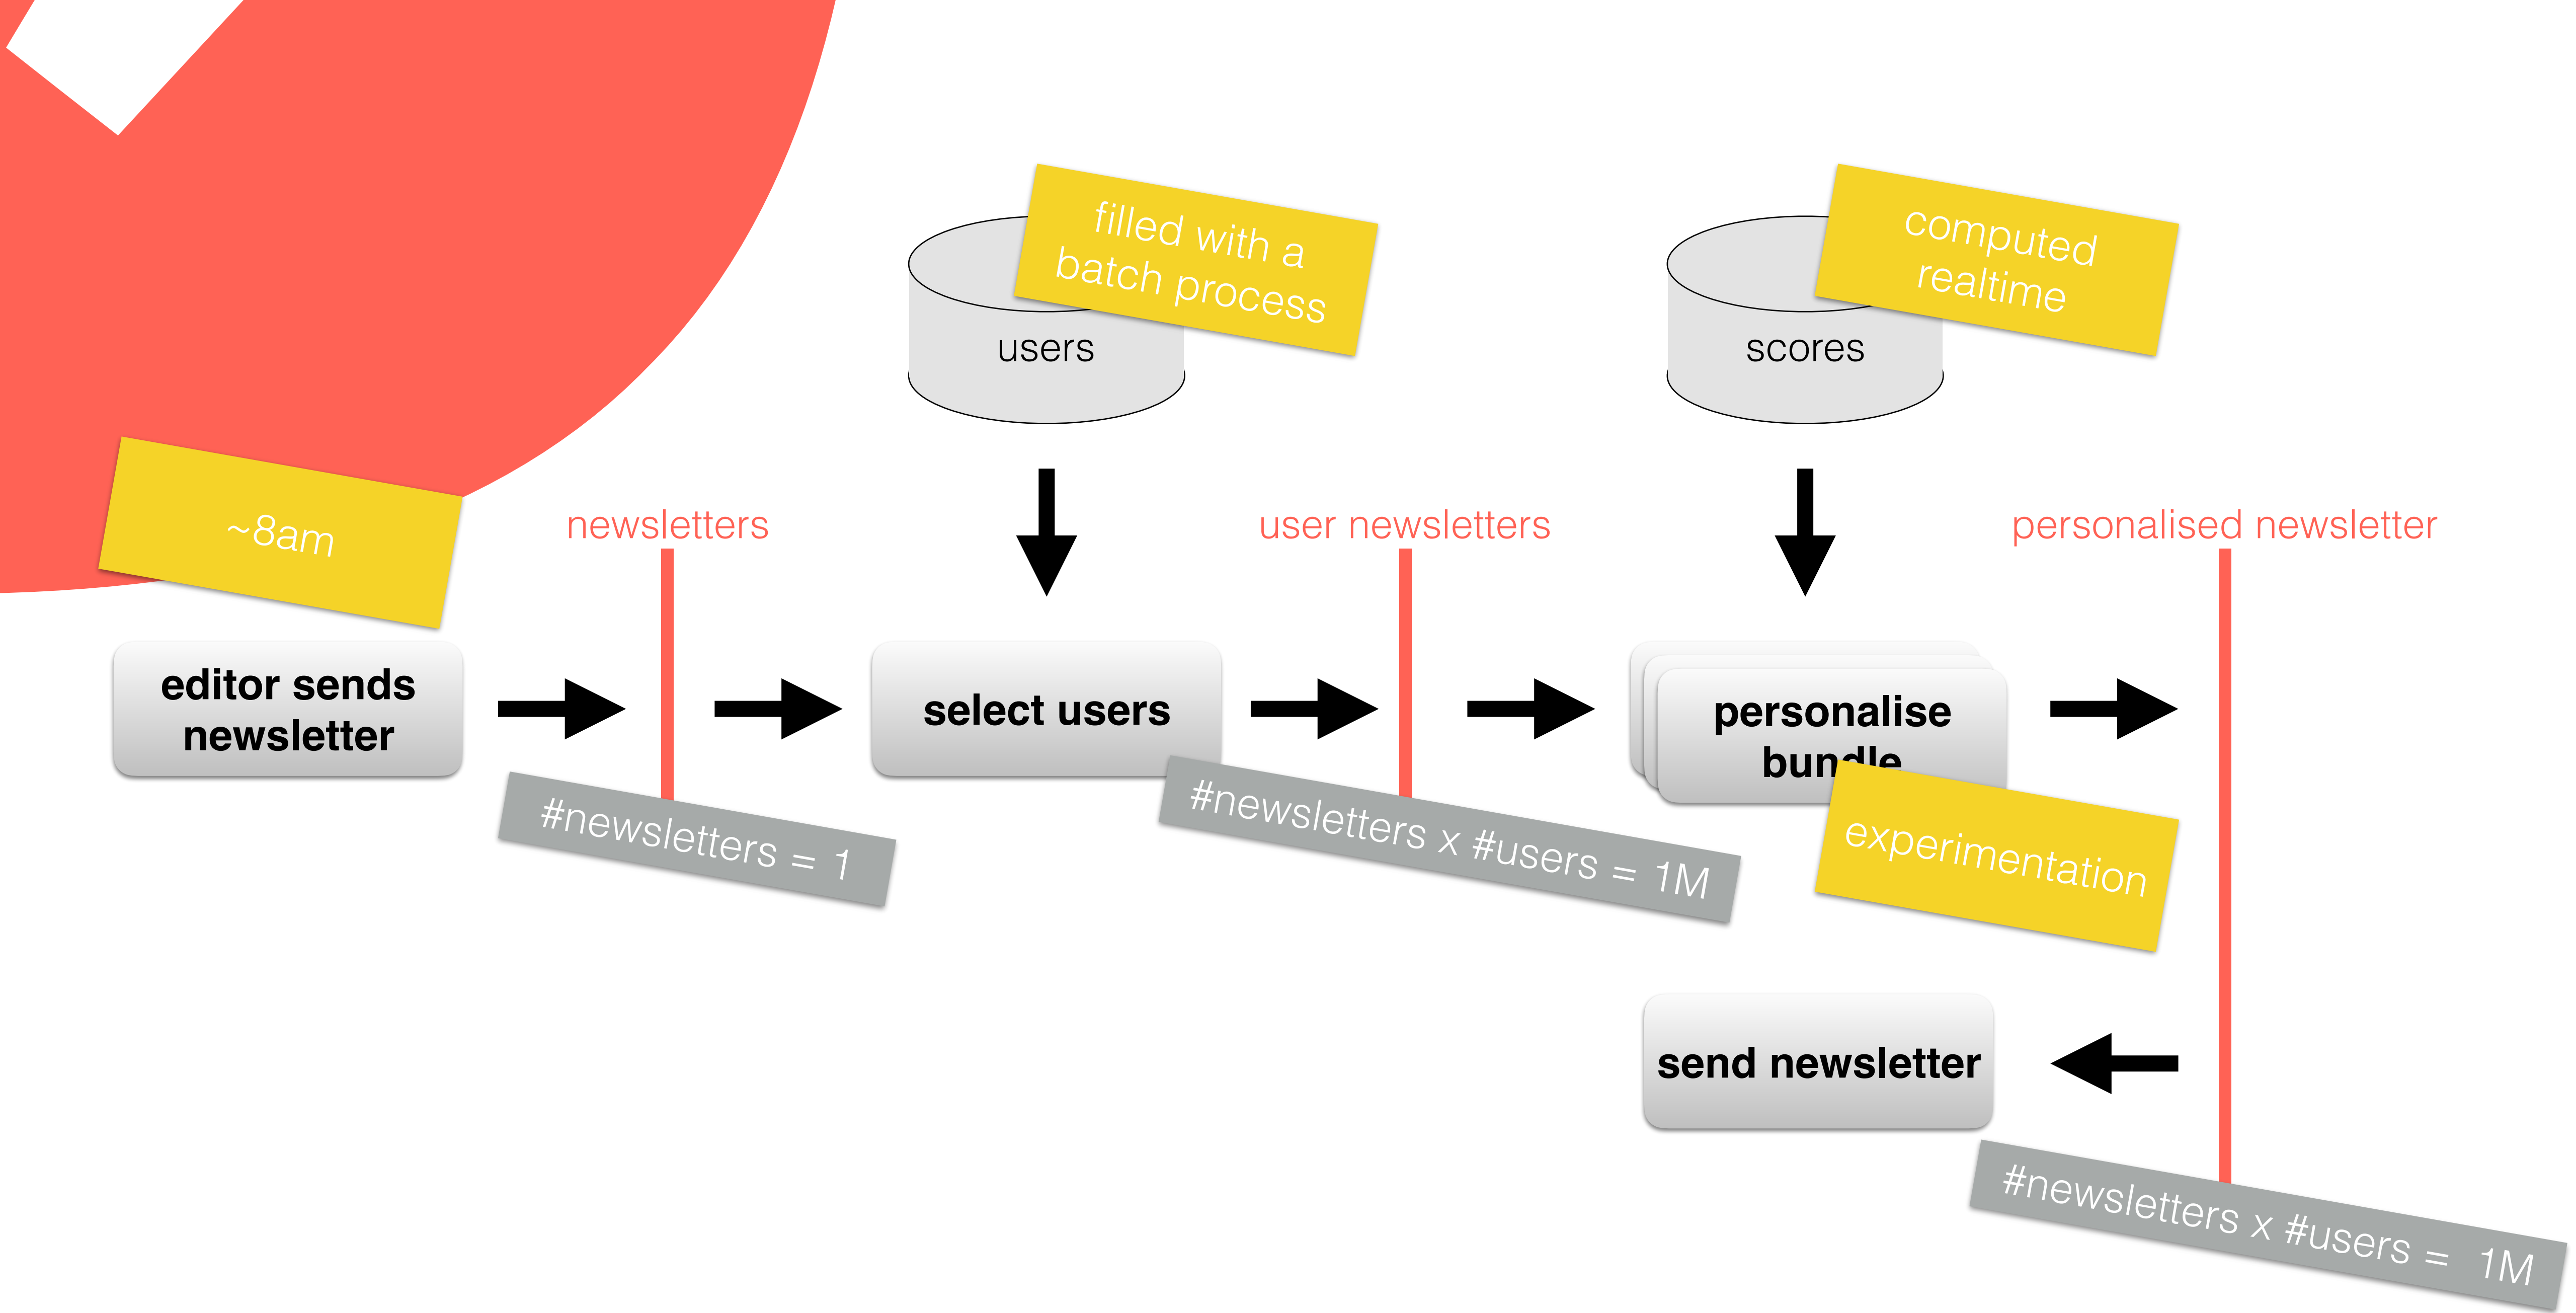 filled with a
batch process
users
computed
realtime
scores
~8am
newsletters
user newsletters
personalised newsletter
editor sends
newsletter
select users
personalise
bundle
#newsletters = 1
#newsletters x #users = 1M
experimentation
send newsletter
#newsletters x #users =  1M